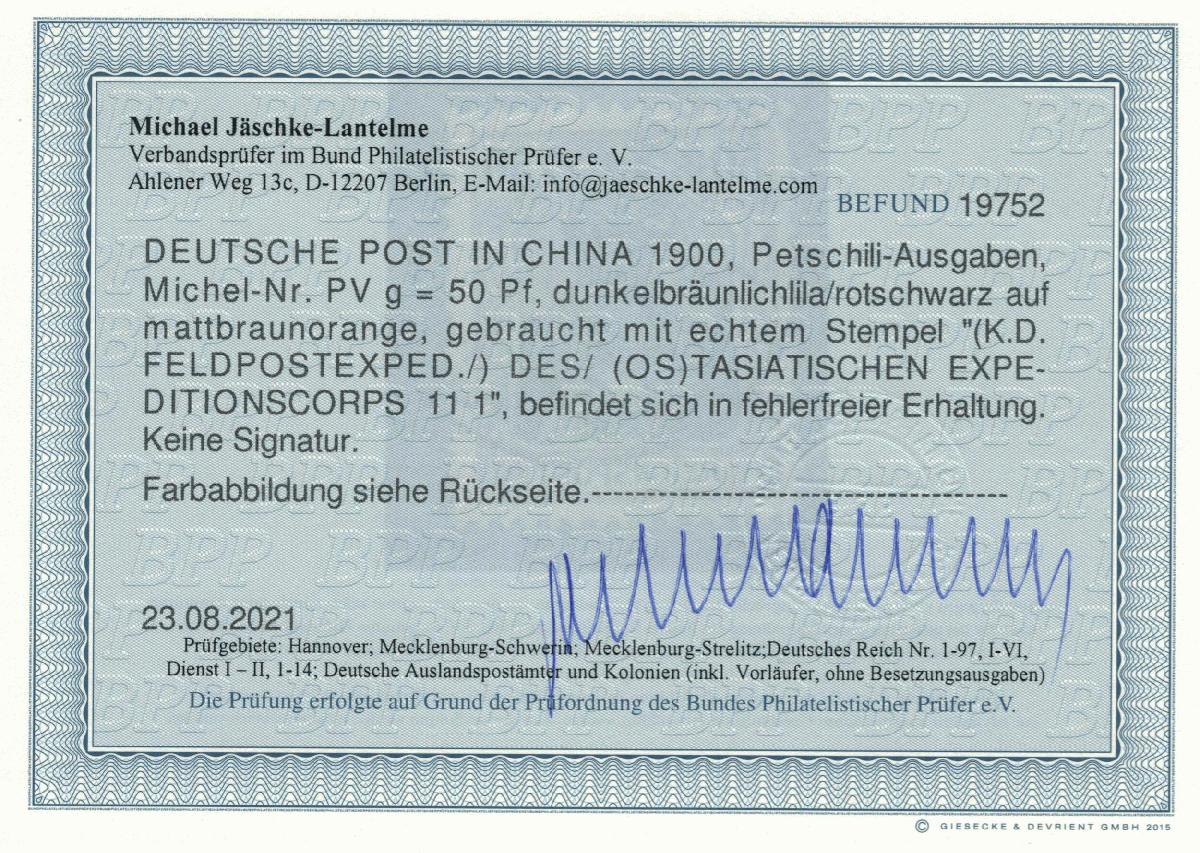 Michael Jäschke-Lantelme
Verbandsprüfer im Bund Philatelistischer Prüfer e. V.
Ahlener Weg 13c, D-12207 Berlin, E-Mail: info@jaeschke-lantelme.com
BEFUND 19752
DEUTSCHE POST IN CHINA 1900, Petschili-Ausgaben,
Michel-Nr. PV g = 50 Pf, dunkelbräunlichlila/rotschwarz auf
mattbraunorange, gebraucht mit echtem Stempel "(K.D.
FELDPOSTEXPED./) DES/ (OS)TASIATISCHEN EXPE-
DITIONSCORPS 11 1", befindet sich in fehlerfreier Erhaltung.
Keine Signatur.
Farbabbildung siehe Rückseite.--------------------------------------
23.08.2021
Prüfgebiete: Hannover; Mecklenburg-Schwerin; Mecklenburg-Strelitz;Deutsches Reich Nr. 1-97, I-VI,
Dienst I – II, 1-14; Deutsche Auslandspostämter und Kolonien (inkl. Vorläufer, ohne Besetzungsausgaben)
Die Prüfung erfolgte auf Grund der Prüfordnung des Bundes Philatelistischer Prüfer e.V.
© GIESECKE & DEVRIENT GMBH 2015